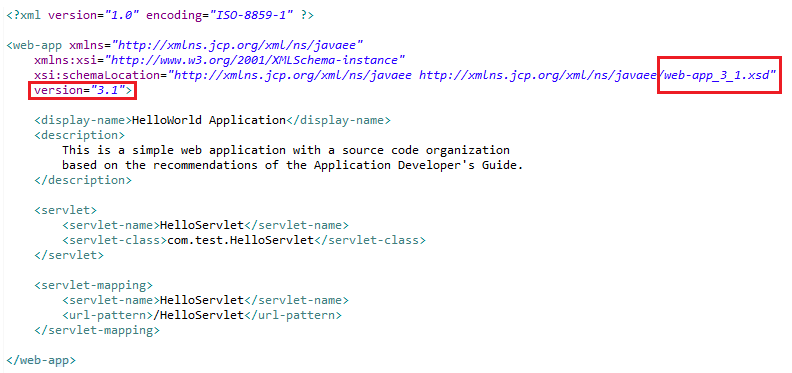 <?xml version="1.0" encoding="ISO-8859-1" ?>
<web-app xmlns="http://xmlns.jcp.org/xml/ns/javaee"
xmlns:xsi="http://www.w3.org/2001/XMLSchema-instance"
xsi:schemaLocation="http://xmlns.jcp.org/xml/ns/javaee http://xmlns.jcp.org/xml/ns/javaee/web-app_3_1.xsd"
version="3.1">
<display-name>HelloWorld Application</display-name>
<description>
This is a simple web application with a source code organization
based on the recommendations of the Application Developer's Guide.
</description>
<servlet>
<servlet-name>HelloServlet</servlet-name>
<servlet-class>com.test.HelloServlet</servlet-class>
</servlet>
<servlet-mapping>
<servlet-name>HelloServlet</servlet-name>
<url-pattern>/HelloServlet</url-pattern>
</servlet-mapping>
</web-app>